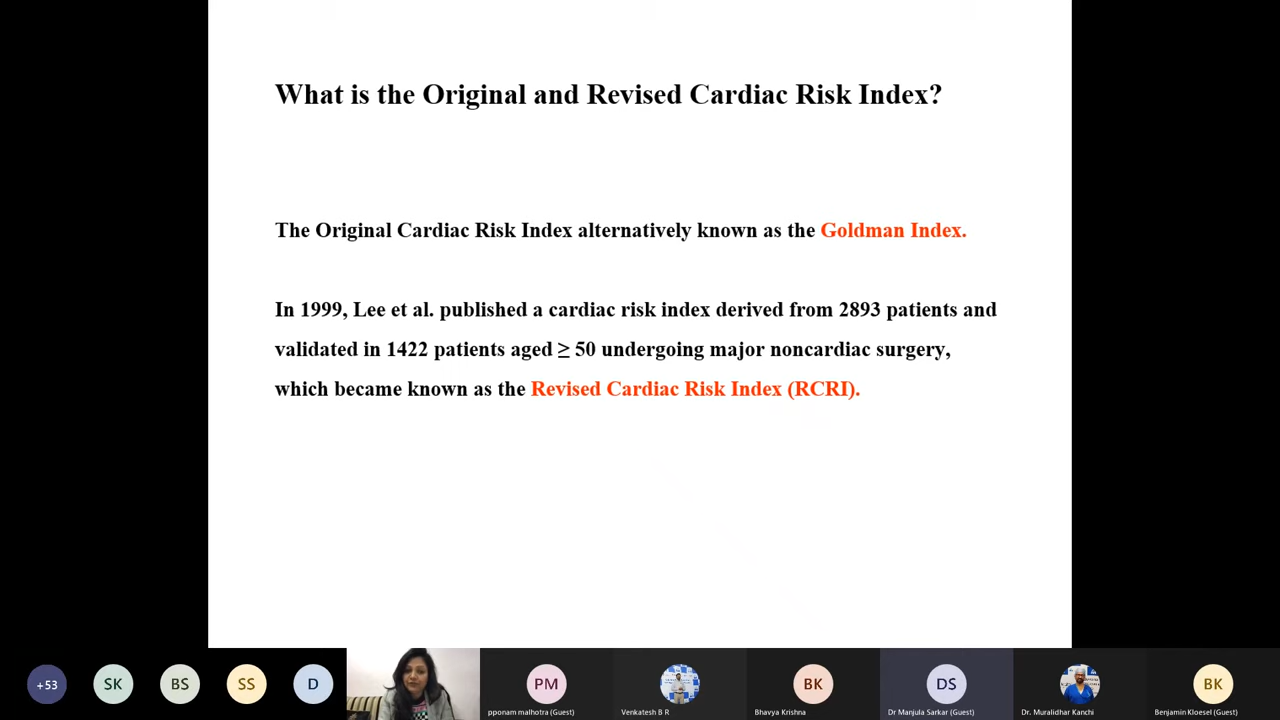 What is the Original and Revised Cardiac Risk Index?
The Original Cardiac Risk Index alternatively known as the Goldman Index.
In 1999, Lee et al. published a cardiac risk index derived from 2893 patients and
validated in 1422 patients aged ≥ 50 undergoing major noncardiac surgery,
which became known as the Revised Cardiac Risk Index (RCRI).
+53
SK
BS
SS
D
PM
BK
DS
BK
pponam malhotra (Guest)
Venkatesh B R
Bhavya Krishna
Dr Manjula Sarkar (Guest)
Dr. Muralidhar Kanchi
Benjamin Kloesel (Guest)